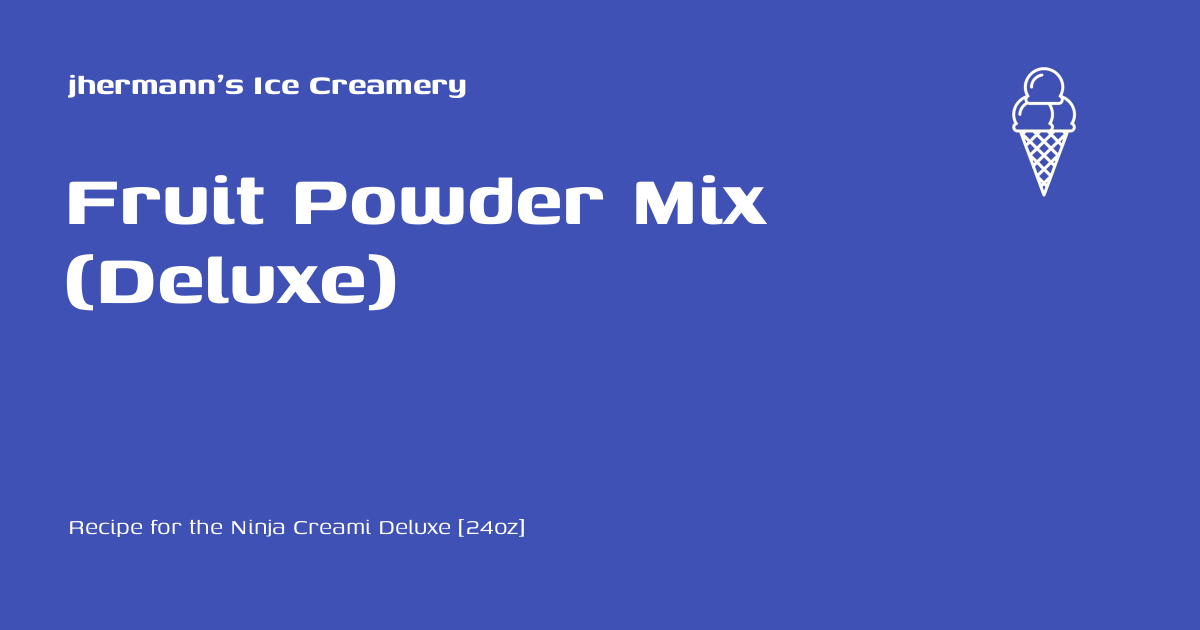 jhermann’s Ice Creamery
Fruit Powder Mix
(Deluxe)
Recipe for the Ninja Creami Deluxe [24oz]